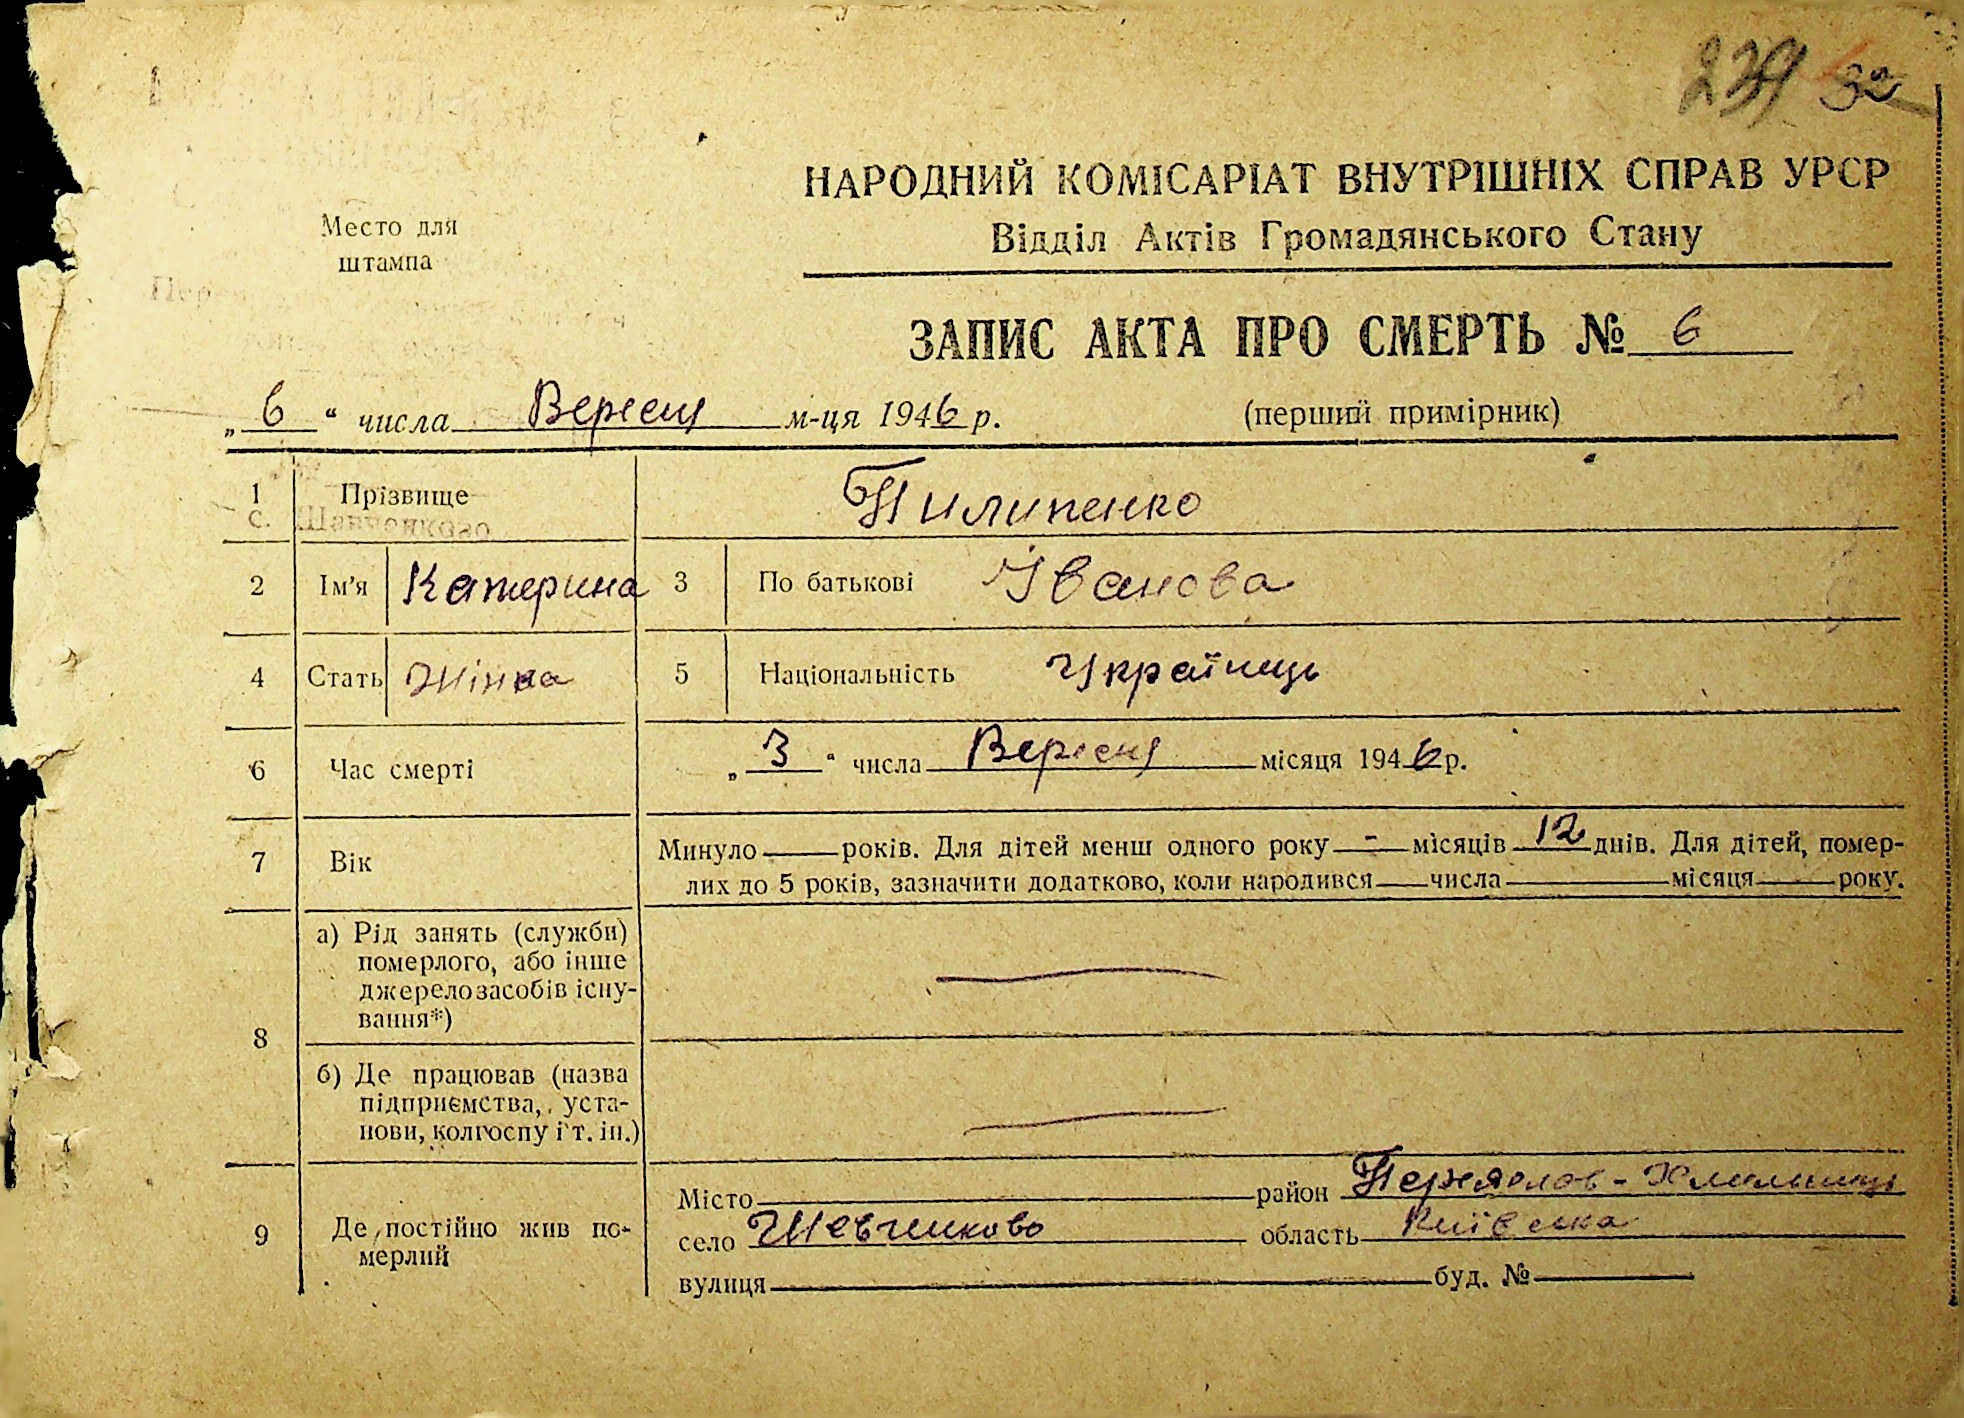 239 32
НАРОДНИЙ КОМІСАРІАТ ВНУТРІШНІХ СПРАВ УРСР
Відділ Актів Громадянського Стану
Место для
штампа
ЗАПИС АКТА ПРО СМЕРТЬ № 6
„ 6 “ числа Вересня м-ця 1946 р. (перший примірник)
1 Прізвище Пилипенко
с.
2 Ім'я Катерина 3 По батькові Іванова
4 Стать Жінка 5 Національність Українць
6 Час смерті „ 3 “ числа Вересня місяця 1946 р.
7 Вік Минуло — років. Для дітей менш одного року - місяців 12 днів. Для дітей, помер-
лих до 5 років, зазначити додатково, коли народився — числа — місяця — року.
8 а) Рід занять (служби)
померлого, або інше
джерело засобів існу-
вання*)
б) Де працював (назва
підприємства, уста-
нови, колгоспу і т. ін.)
9 Де постійно жив по-
мерлий
Місто — район Переяслов-
село Шевченково область Київська
вулиця — буд. № —